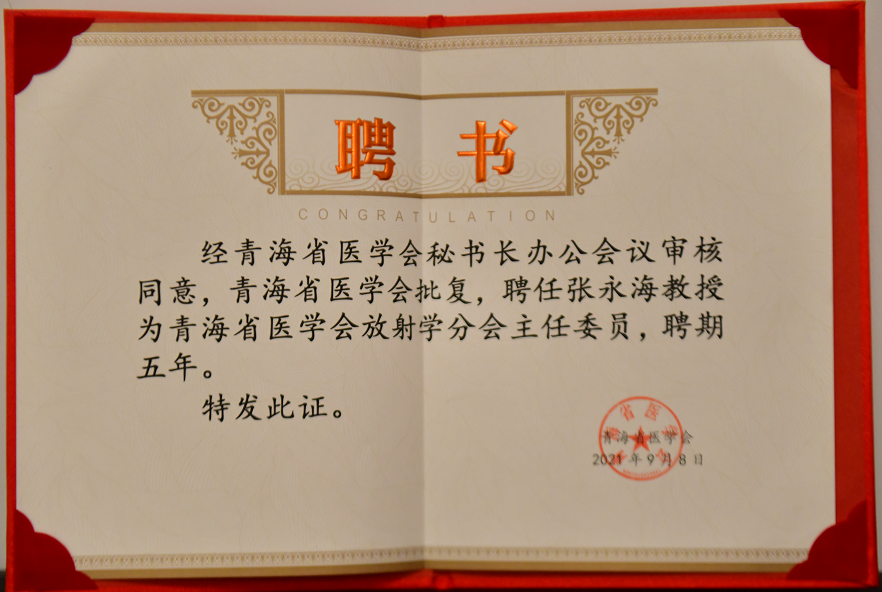 聘书
CONGRATULATION
经青海省医学会秘书长办公会议审核
同意，青海省医学会批复，聘任张永海教授
为青海省医学会放射学分会主任委员，聘期
五年。
特发此证。
青海省医学会
2021年9月8日